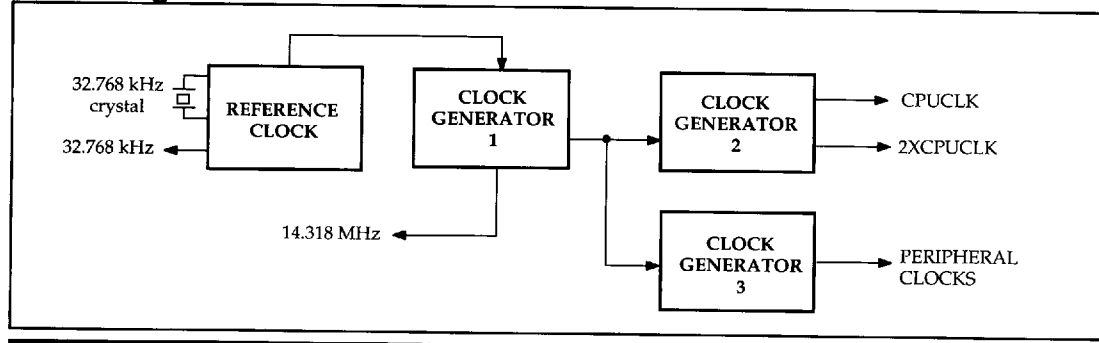 32.768 kHz
crystal
32.768 kHz
REFERENCE
CLOCK
CLOCK
GENERATOR
1
14.318 MHz
CLOCK
GENERATOR
2
CPUCLK
2XCPUCLK
CLOCK
GENERATOR
3
PERIPHERAL
CLOCKS